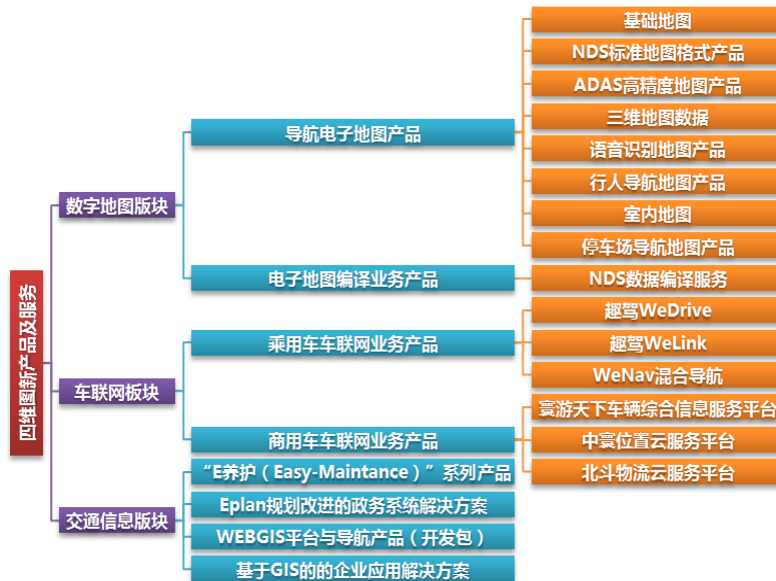 四维图新产品及服务
数字地图版块
导航电子地图产品
基础地图
NDS标准地图格式产品
ADAS高精度地图产品
三维地图数据
语音识别地图产品
行人导航地图产品
室内地图
停车场导航地图产品
电子地图编译业务产品
NDS数据编译服务
车联网板块
乘用车车联网业务产品
趣驾WeDrive
趣驾WeLink
WeNav混合导航
商用车车联网业务产品
寰游天下车辆综合信息服务平台
中寰位置云服务平台
北斗物流云服务平台
交通信息版块
“E养护（Easy-Maintance）”系列产品
Eplan规划改进的政务系统解决方案
WEBGIS平台与导航产品（开发包）
基于GIS的的企业应用解决方案